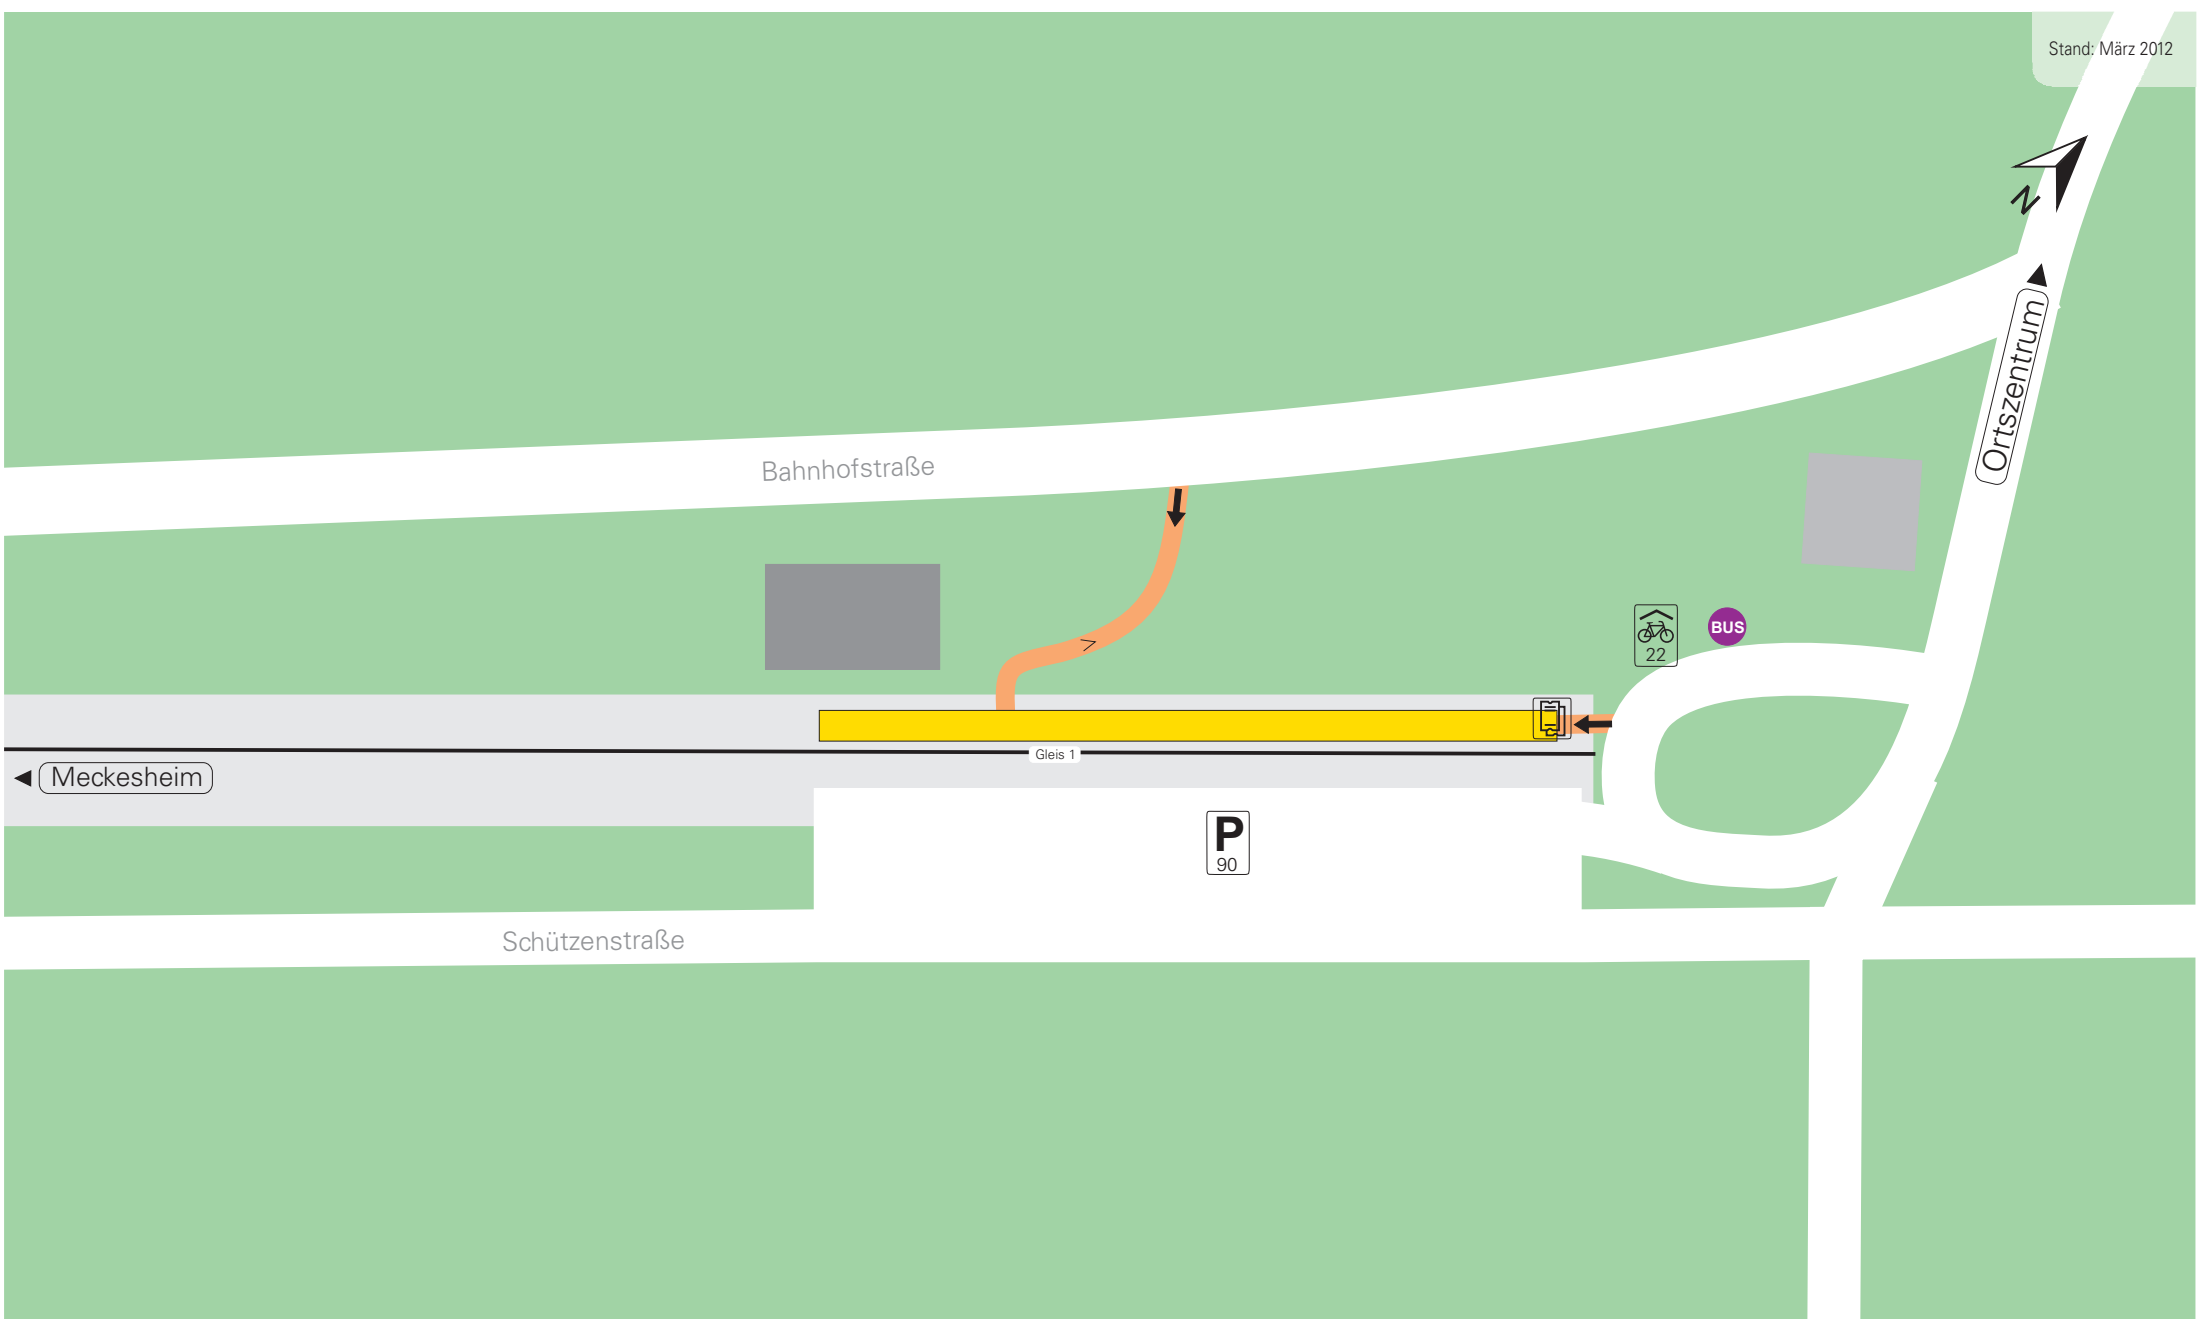 Stand: März 2012
N
Ortszentrum
Bahnhofstraße
22
BUS
Gleis 1
Meckesheim
P
90
Schützenstraße